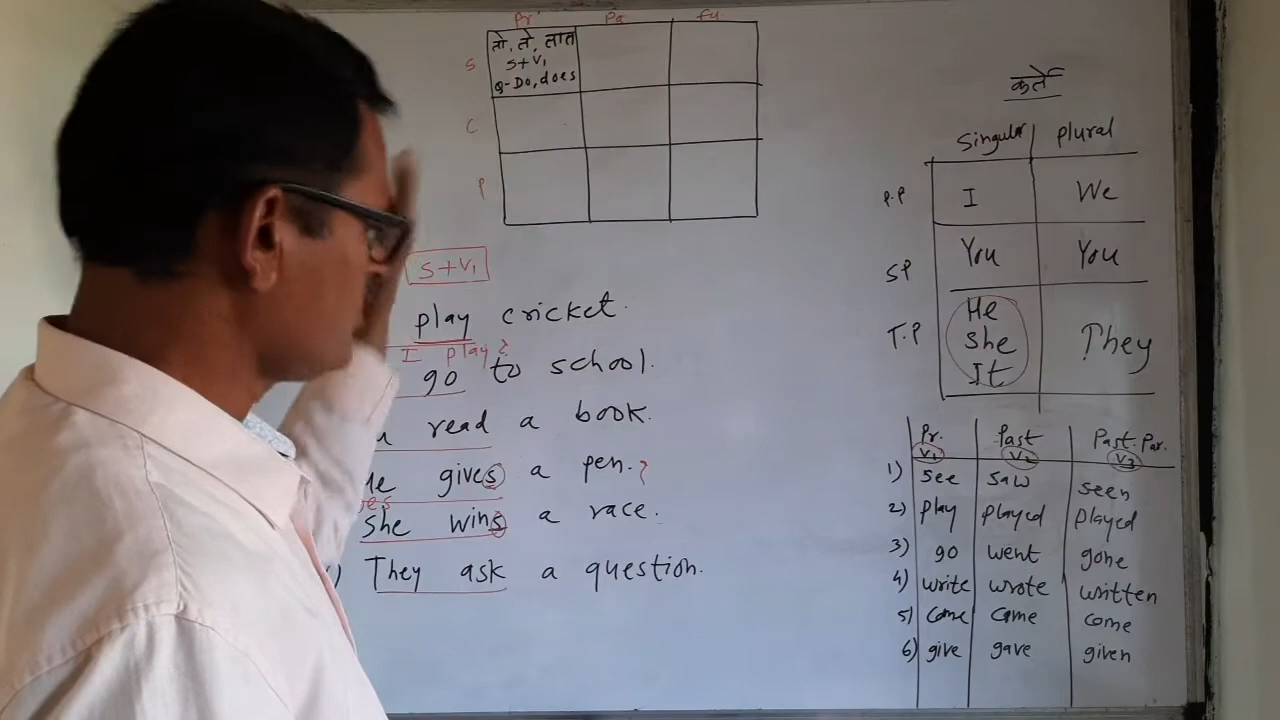 Pr Pa Fu
S तो, ते, तात
S+V₁
Q-Do, does
C
P
S+V₁
play cricket.
I play?
go to school.
read a book.
He gives a pen.?
She wins a race.
They ask a question.
कर्ते
Singular Plural
P.P I We
SP You You
T.P He She It They
Pr. Past Past Par.
V₁ V₂ V₃
1) see saw seen
2) play played played
3) go went gone
4) write wrote written
5) come came come
6) give gave given